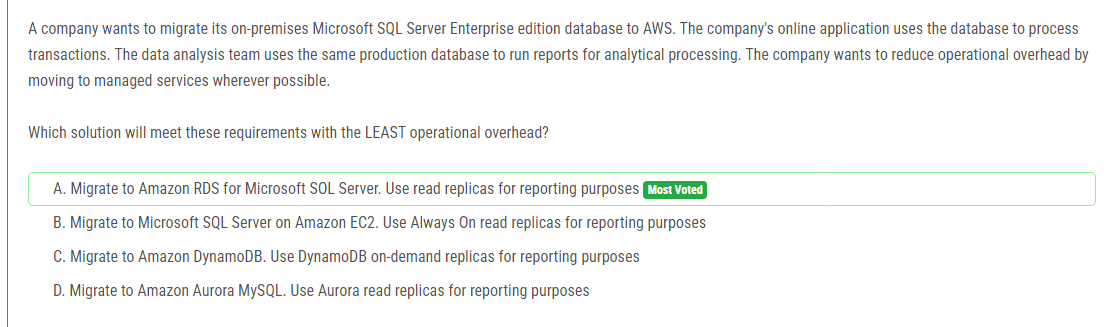 A company wants to migrate its on-premises Microsoft SQL Server Enterprise edition database to AWS. The company's online application uses the database to process
transactions. The data analysis team uses the same production database to run reports for analytical processing. The company wants to reduce operational overhead by
moving to managed services wherever possible.
Which solution will meet these requirements with the LEAST operational overhead?
A. Migrate to Amazon RDS for Microsoft SOL Server. Use read replicas for reporting purposes Most Voted
B. Migrate to Microsoft SQL Server on Amazon EC2. Use Always On read replicas for reporting purposes
C. Migrate to Amazon DynamoDB. Use DynamoDB on-demand replicas for reporting purposes
D. Migrate to Amazon Aurora MySQL. Use Aurora read replicas for reporting purposes